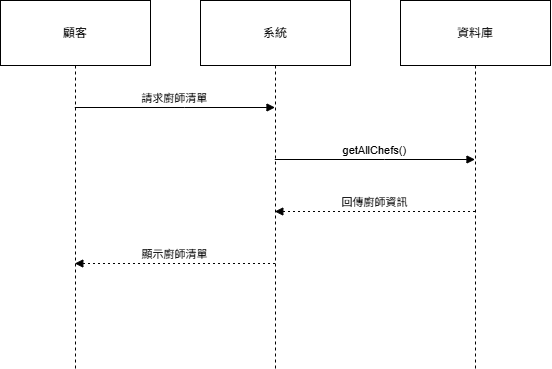 顧客
系統
資料庫
請求廚師清單
getAllChefs()
回傳廚師資訊
顯示廚師清單